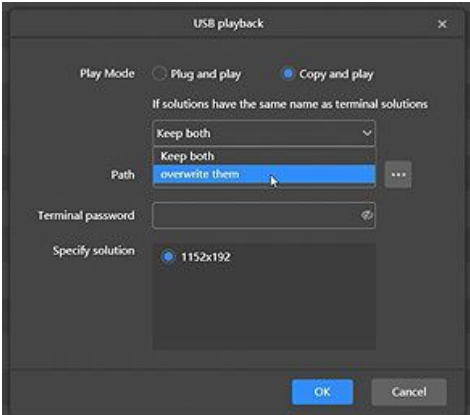 USB playback
Play Mode Plug and play Copy and play
If solutions have the same name as terminal solutions
Keep both
Keep both
Path overwrite them ...
Terminal password
Specify solution 1152x192
OK Cancel